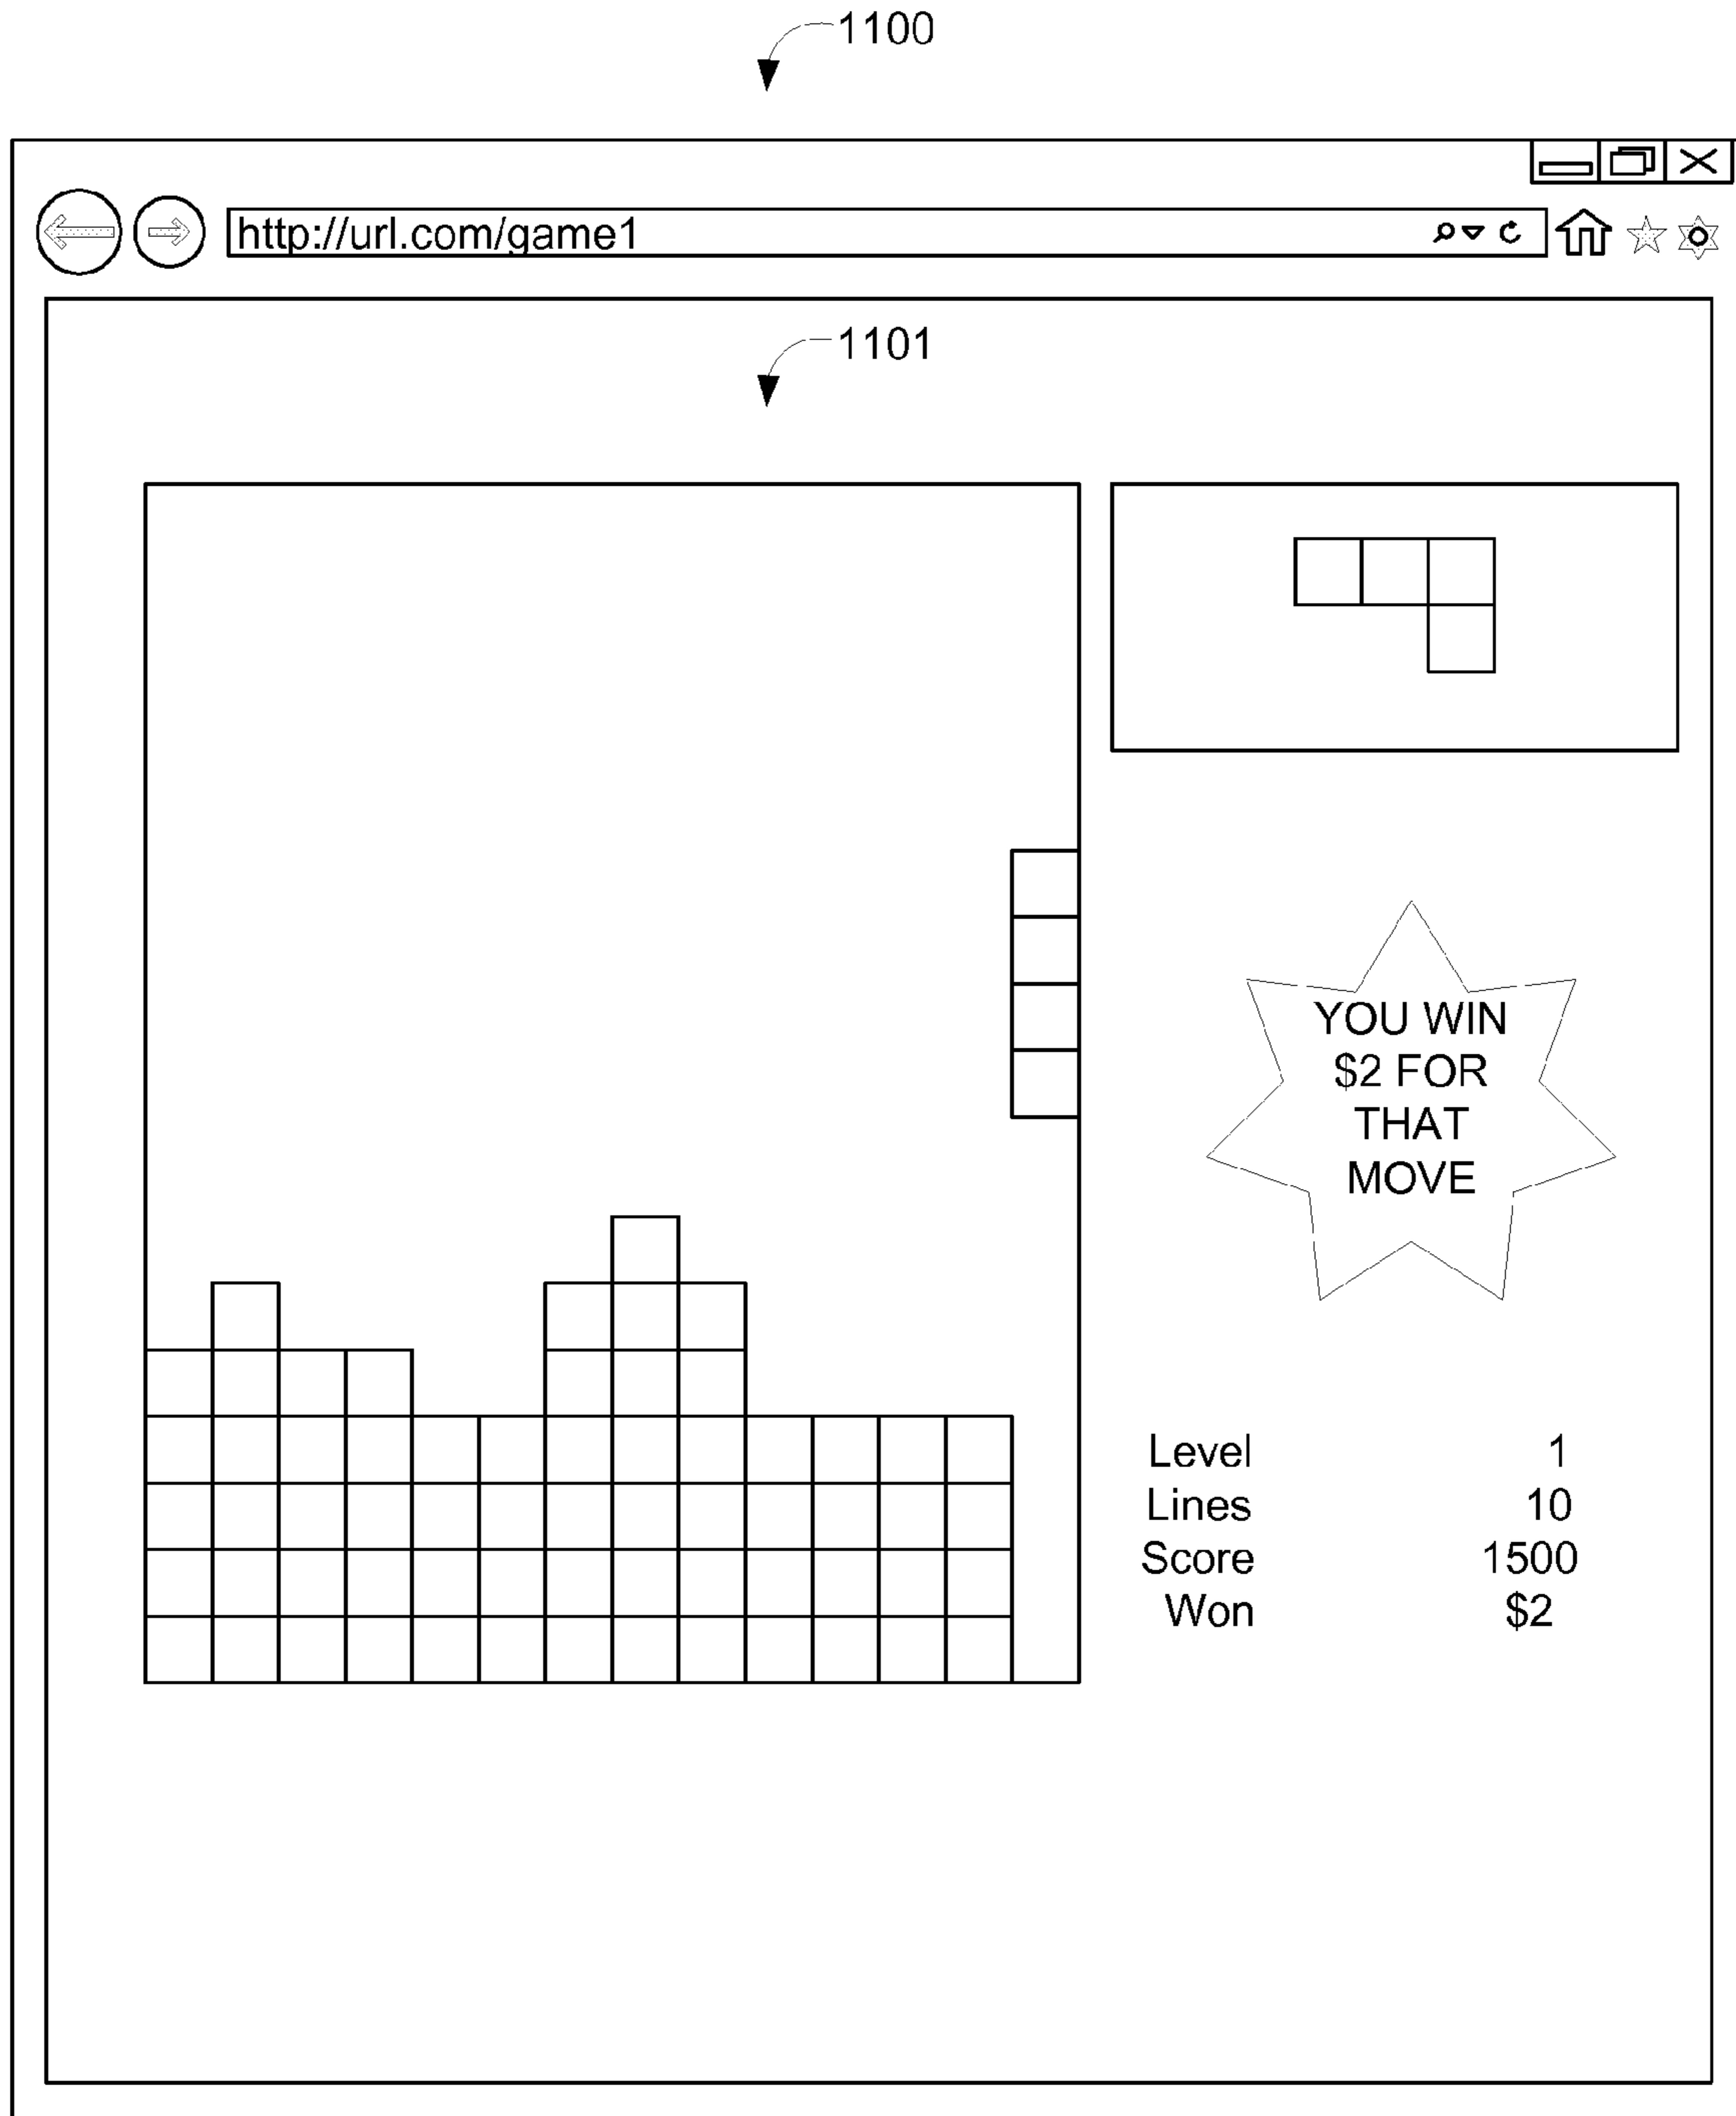 1100
http://url.com/game1
1101
YOU WIN
$2 FOR
THAT
MOVE
Level 1
Lines 10
Score 1500
Won $2